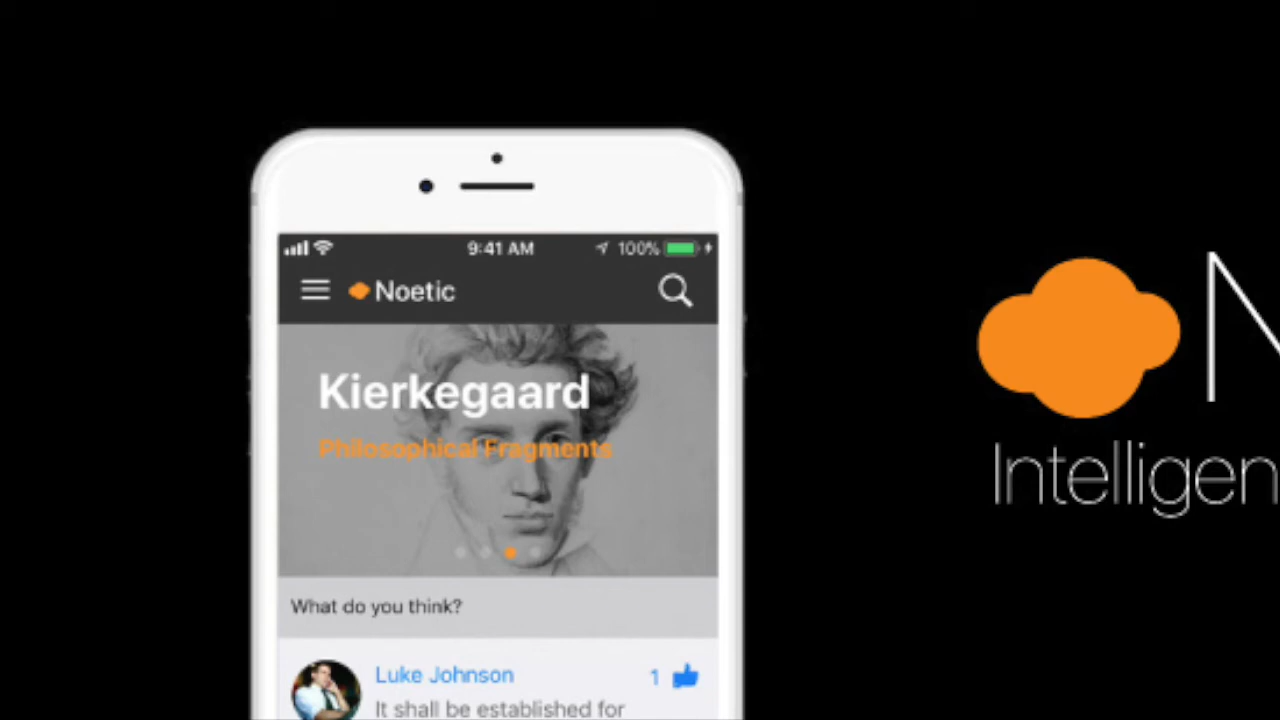 9:41 AM 100%
Noetic
Kierkegaard
Philosophical Fragments
What do you think?
Luke Johnson 1
It shall be established for
N
Intelligen